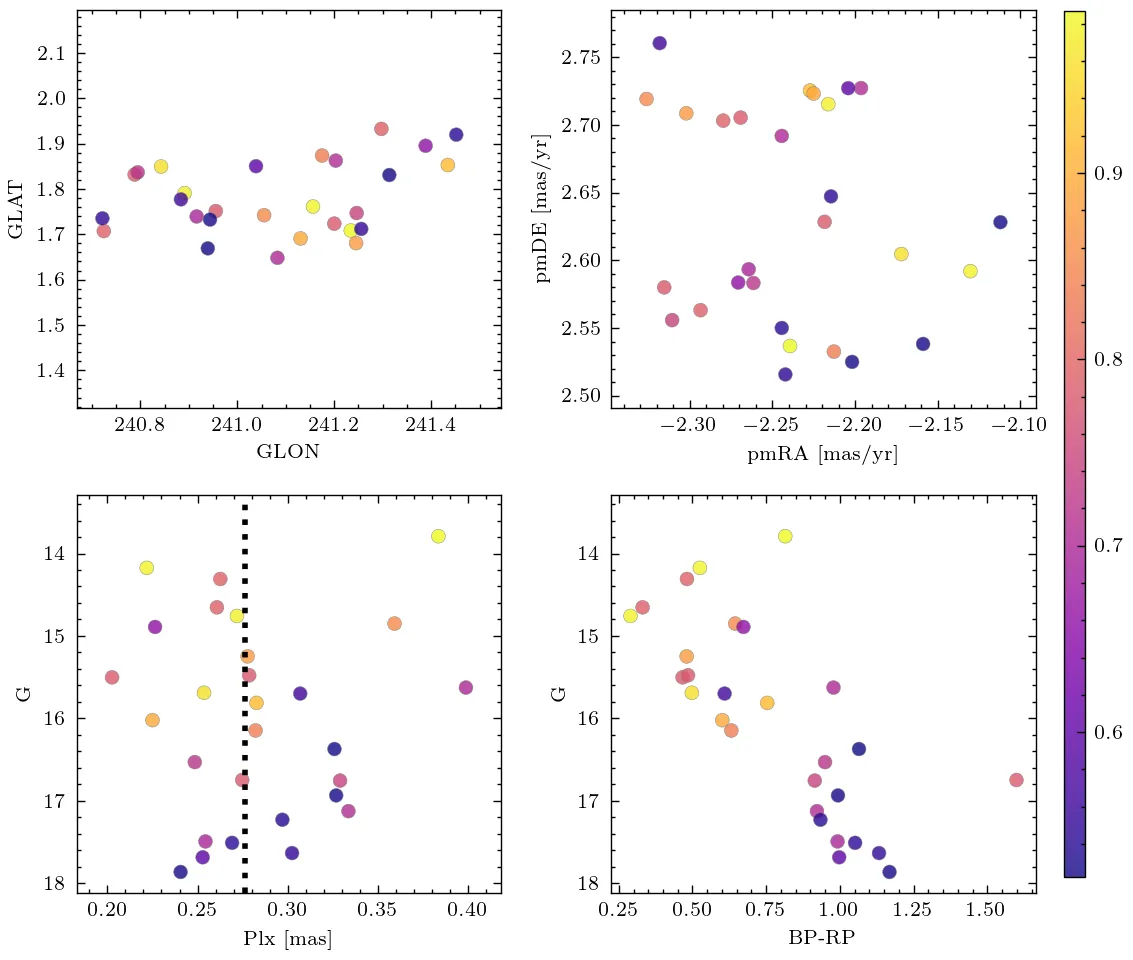 2.1
2.0
1.9
1.8
1.7
1.6
1.5
1.4
GLAT
240.8 241.0 241.2 241.4
GLON
2.75
2.70
2.65
2.60
2.55
2.50
pmDE [mas/yr]
−2.30 −2.25 −2.20 −2.15 −2.10
pmRA [mas/yr]
14
15
16
17
18
G
0.20 0.25 0.30 0.35 0.40
Plx [mas]
14
15
16
17
18
G
0.25 0.50 0.75 1.00 1.25 1.50
BP-RP
0.9
0.8
0.7
0.6